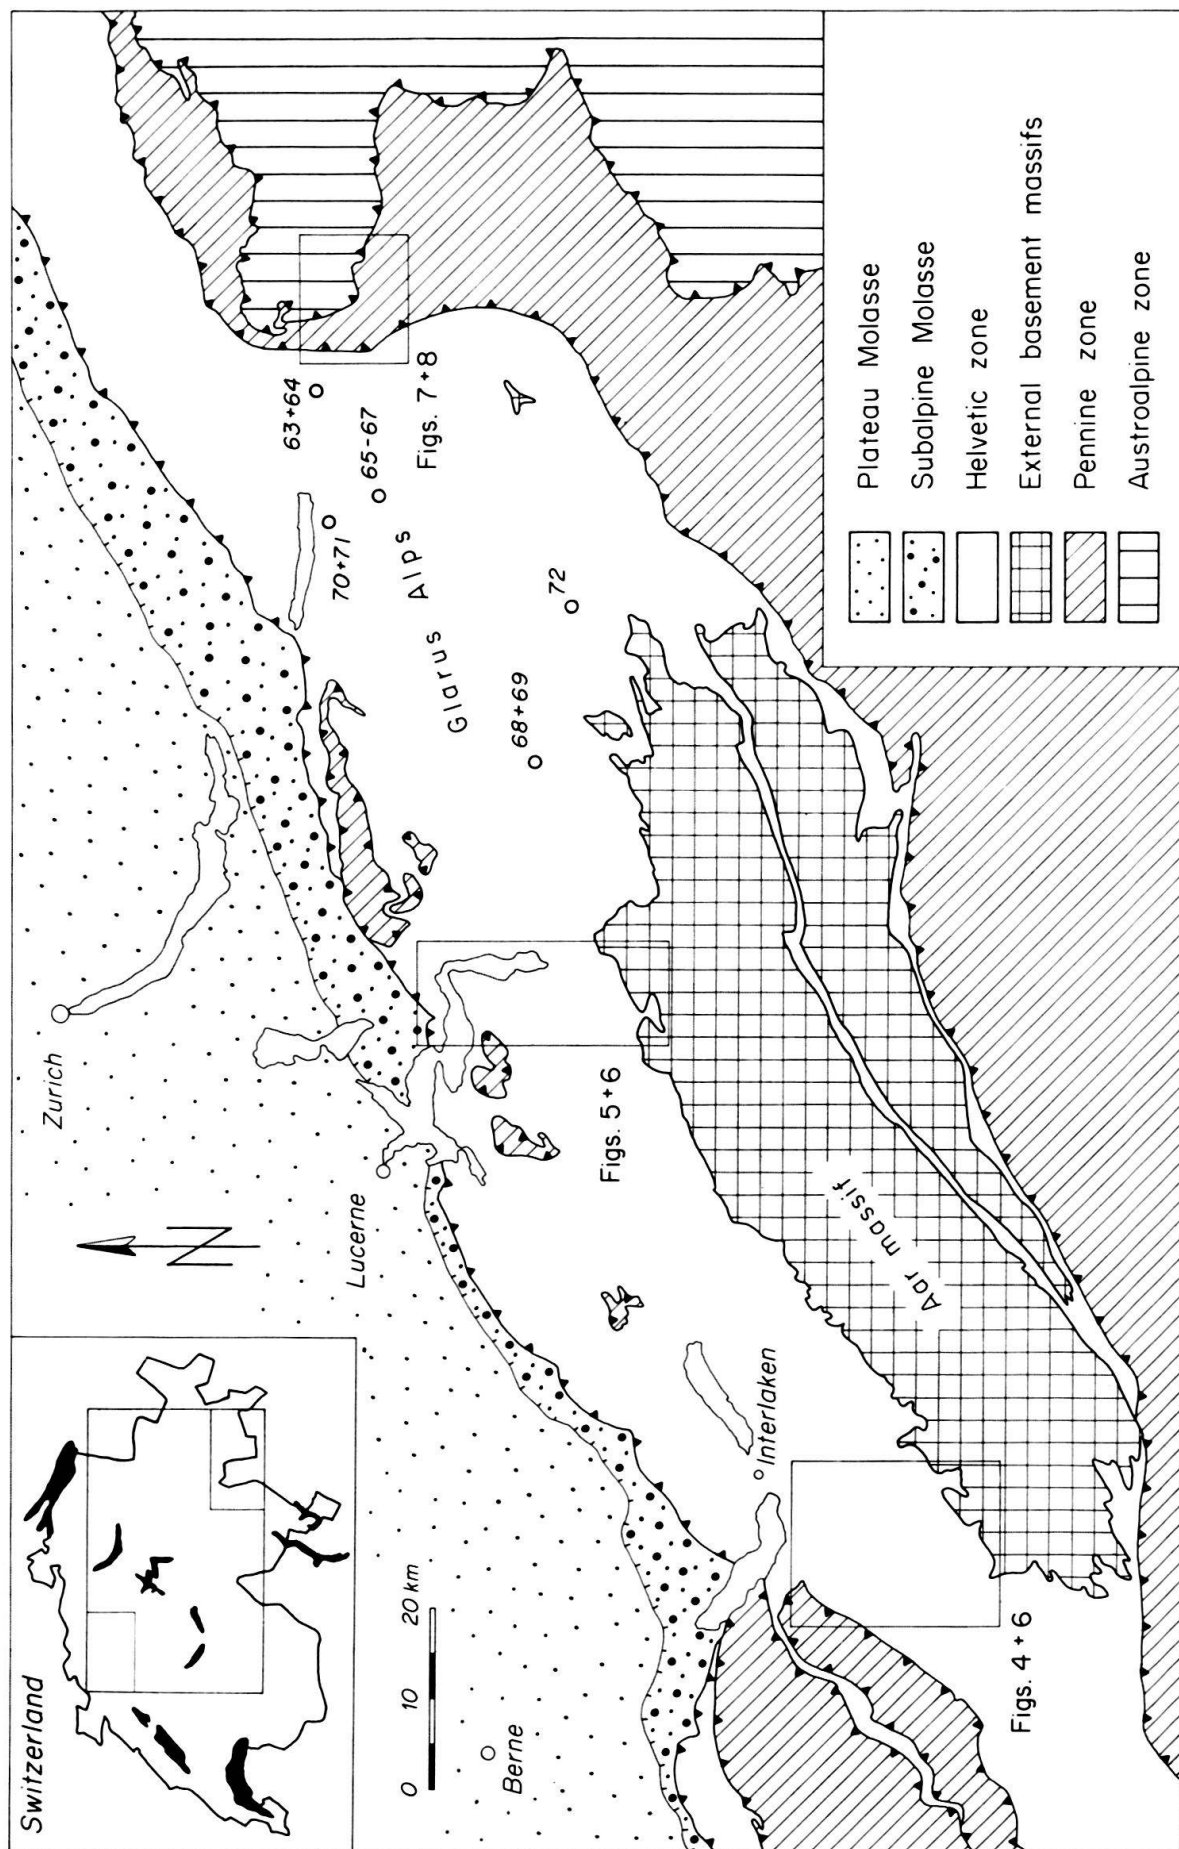 Switzerland
Zurich
N
Lucerne
Berne
0 10 20 km
Interlaken
Aar massif
Glarus Alps
63+64
65-67
70+71
72
68+69
Figs. 7+8
Figs. 5+6
Figs. 4+6
Plateau Molasse
Subalpine Molasse
Helvetic zone
External basement massifs
Pennine zone
Austroalpine zone